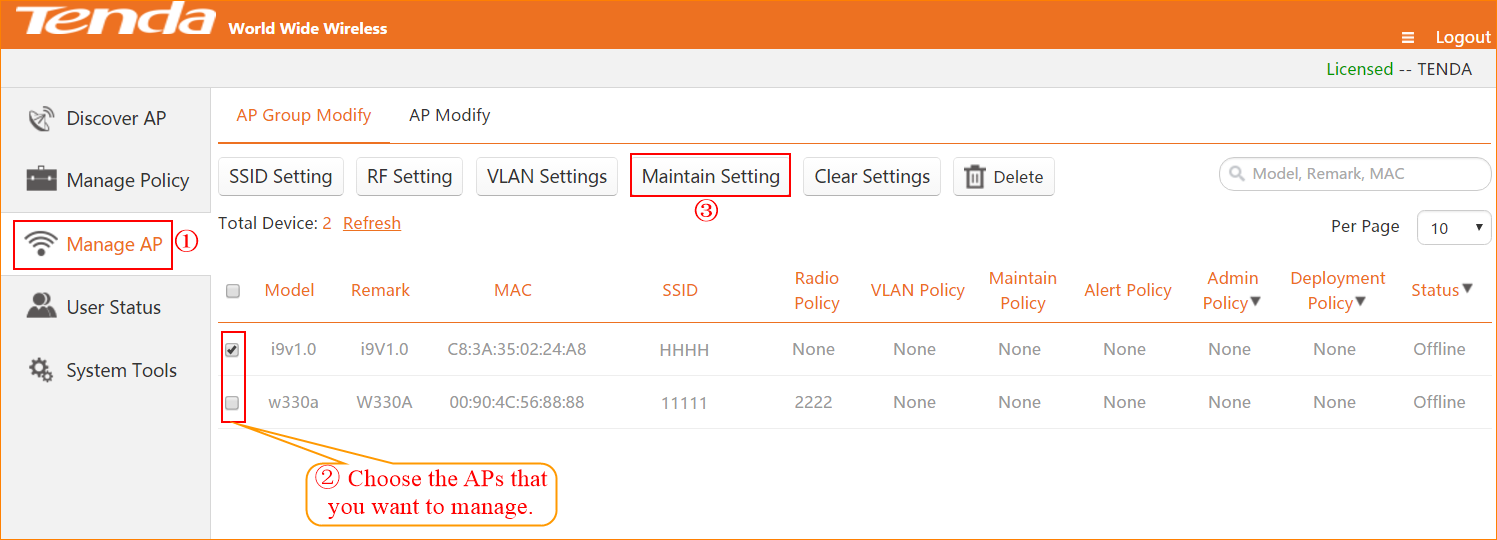 Tenda World Wide Wireless
Logout
Licensed -- TENDA
Discover AP
Manage Policy
Manage AP ①
User Status
System Tools
AP Group Modify AP Modify
SSID Setting RF Setting VLAN Settings Maintain Setting Clear Settings Delete Model, Remark, MAC
③
Total Device: 2 Refresh
Per Page 10
Model Remark MAC SSID Radio Policy VLAN Policy Maintain Policy Alert Policy Admin Policy Deployment Policy Status
i9v1.0 i9V1.0 C8:3A:35:02:24:A8 HHHH None None None None None None Offline
w330a W330A 00:90:4C:56:88:88 11111 2222 None None None None None Offline
② Choose the APs that
you want to manage.